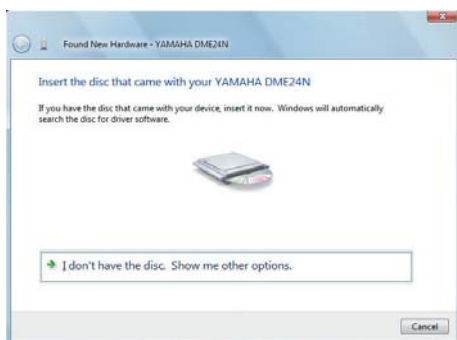 Found New Hardware - YAMAHA DME24N
Insert the disc that came with your YAMAHA DME24N
If you have the disc that came with your device, insert it now. Windows will automatically
search the disc for driver software.
I don't have the disc. Show me other options.
Cancel